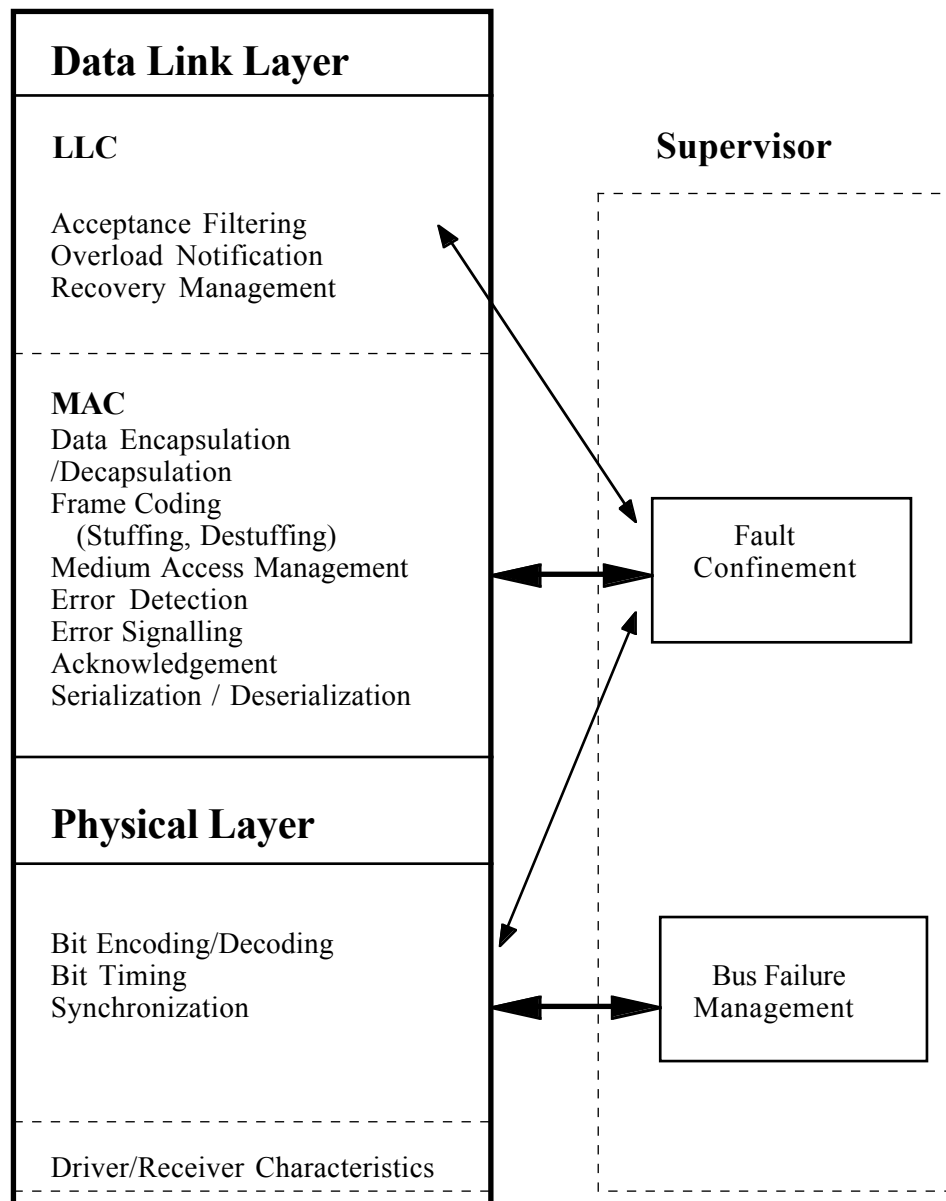 Data Link Layer
LLC
Acceptance Filtering
Overload Notification
Recovery Management
MAC
Data Encapsulation
/Decapsulation
Frame Coding
(Stuffing, Destuffing)
Medium Access Management
Error Detection
Error Signalling
Acknowledgement
Serialization / Deserialization
Physical Layer
Bit Encoding/Decoding
Bit Timing
Synchronization
Driver/Receiver Characteristics
Supervisor
Fault
Confinement
Bus Failure
Management